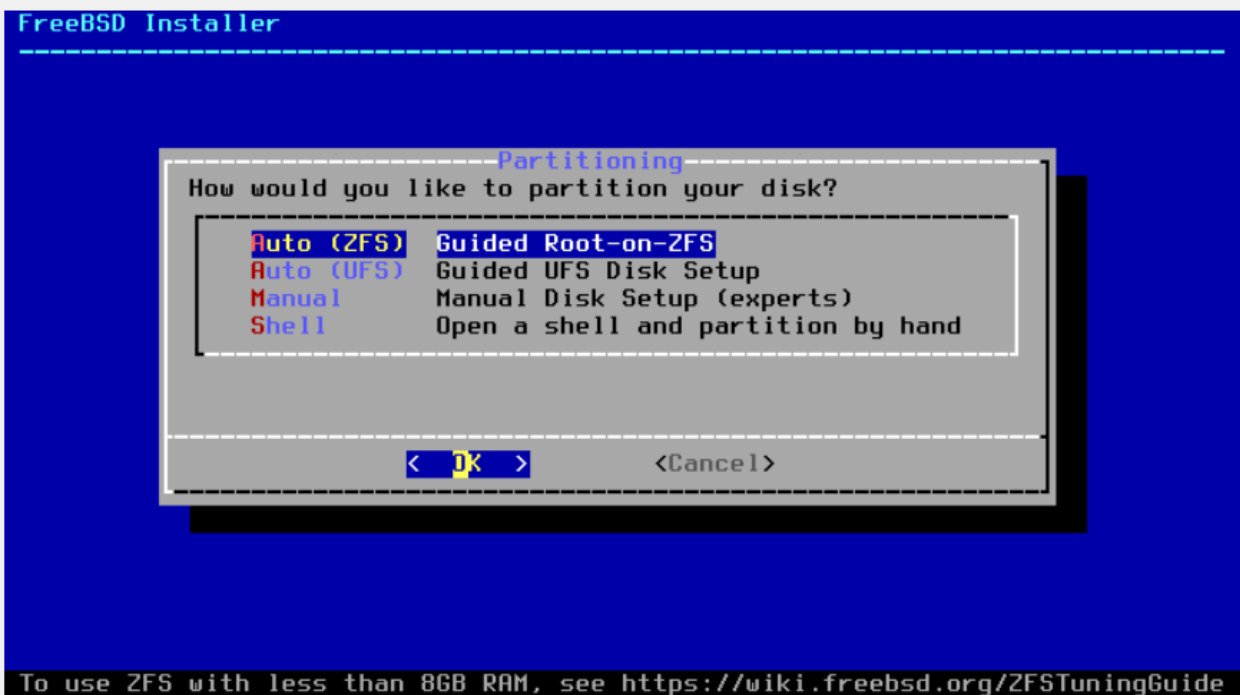 FreeBSD Installer
Partitioning
How would you like to partition your disk?
Auto (ZFS) Guided Root-on-ZFS
Auto (UFS) Guided UFS Disk Setup
Manual Manual Disk Setup (experts)
Shell Open a shell and partition by hand
< OK > <Cancel>
To use ZFS with less than 8GB RAM, see https://wiki.freebsd.org/ZFSTuningGuide